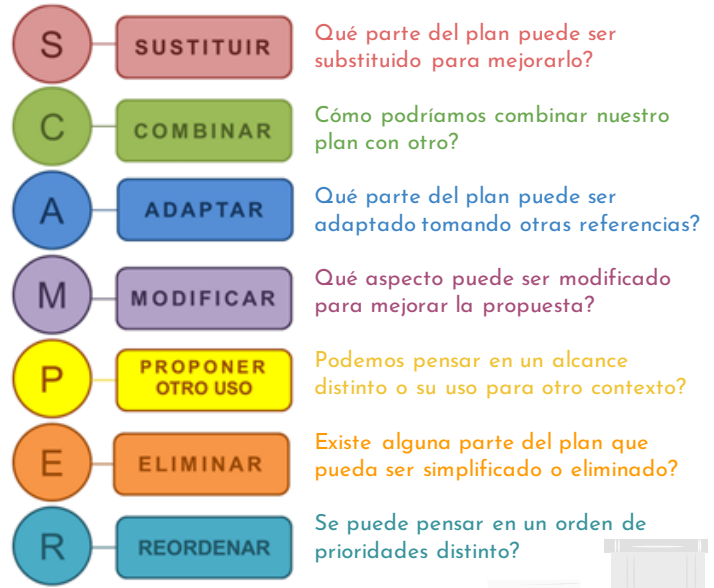 S
SUSTITUIR
Qué parte del plan puede ser
substituido para mejorarlo?
C
COMBINAR
Cómo podríamos combinar nuestro
plan con otro?
A
ADAPTAR
Qué parte del plan puede ser
adaptado tomando otras referencias?
M
MODIFICAR
Qué aspecto puede ser modificado
para mejorar la propuesta?
P
PROPONER
OTRO USO
Podemos pensar en un alcance
distinto o su uso para otro contexto?
E
ELIMINAR
Existe alguna parte del plan que
pueda ser simplificado o eliminado?
R
REORDENAR
Se puede pensar en un orden de
prioridades distinto?